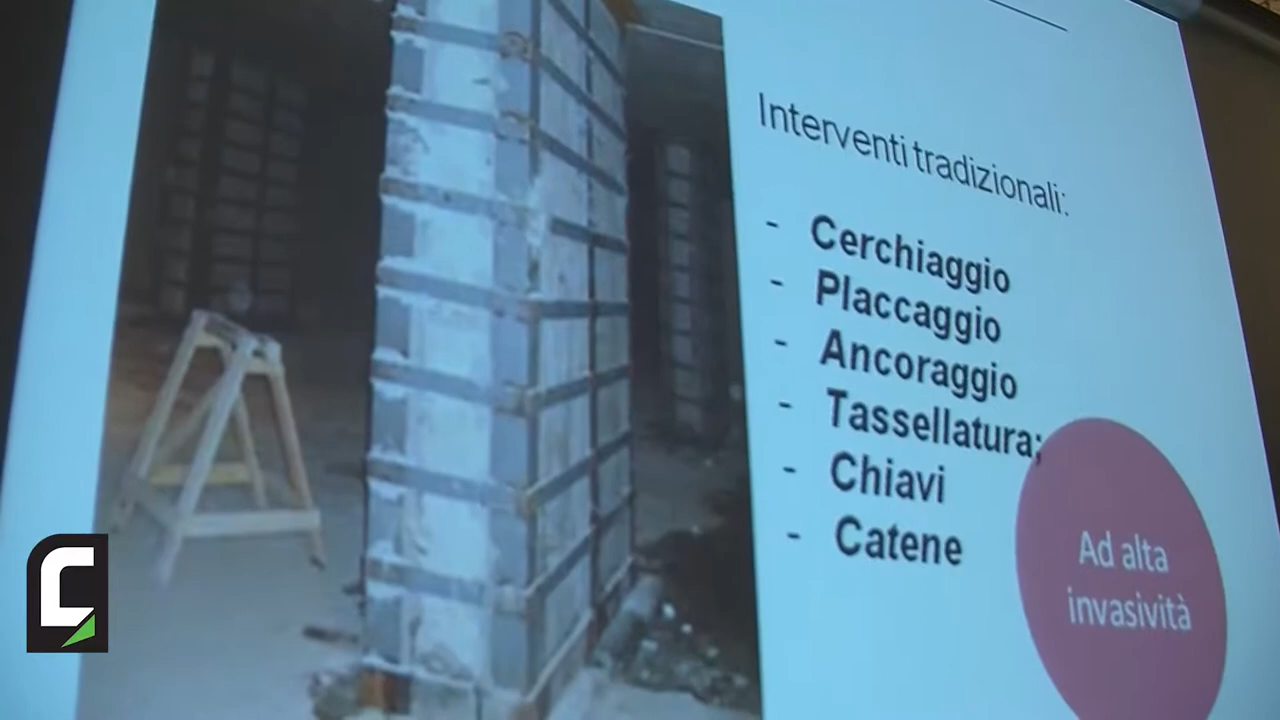 Interventi tradizionali:
- Cerchiaggio
- Placcaggio
- Ancoraggio
- Tassellatura;
- Chiavi
- Catene
Ad alta
invasività